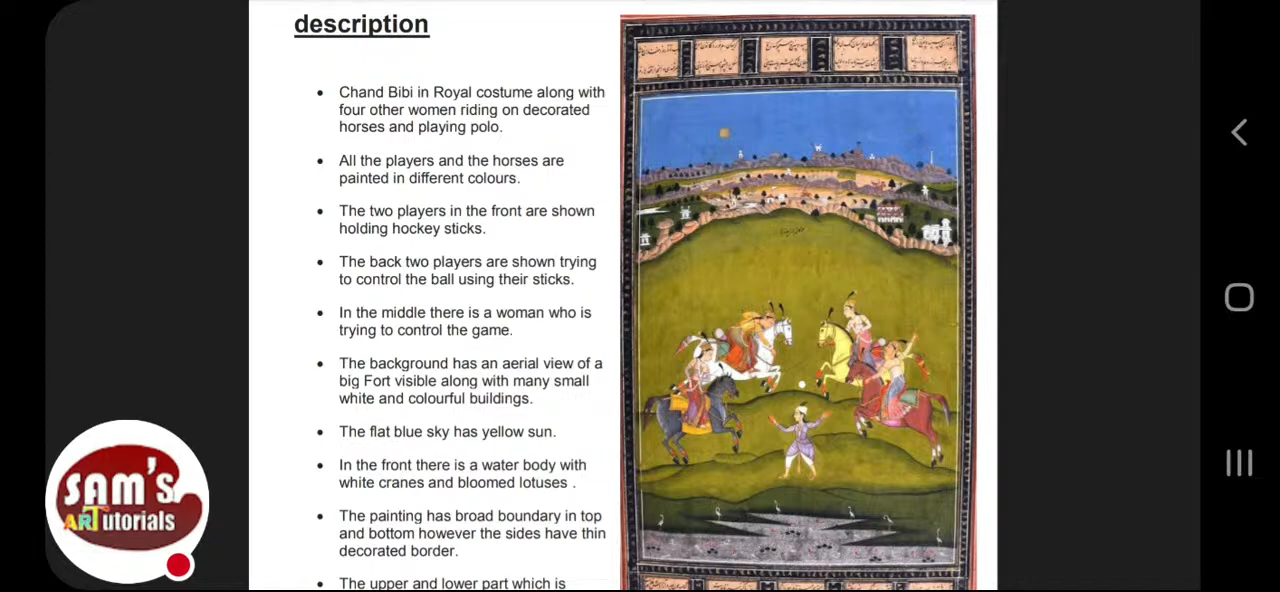 description
• Chand Bibi in Royal costume along with
four other women riding on decorated
horses and playing polo.
• All the players and the horses are
painted in different colours.
• The two players in the front are shown
holding hockey sticks.
• The back two players are shown trying
to control the ball using their sticks.
• In the middle there is a woman who is
trying to control the game.
• The background has an aerial view of a
big Fort visible along with many small
white and colourful buildings.
• The flat blue sky has yellow sun.
• In the front there is a water body with
white cranes and bloomed lotuses .
• The painting has broad boundary in top
and bottom however the sides have thin
decorated border.
• The upper and lower part which is
SAM'S
ARTutorials